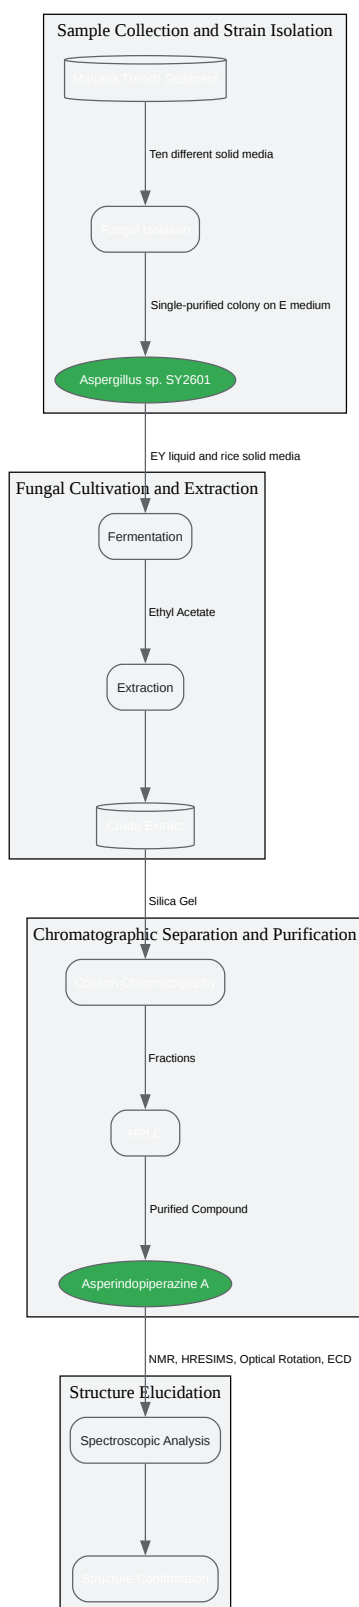 Sample Collection and Strain Isolation
Mariana Trench Sediment
Ten different solid media
Fungal Isolation
Single-purified colony on E medium
Aspergillus sp. SY2601
EY liquid and rice solid media
Fungal Cultivation and Extraction
Fermentation
Ethyl Acetate
Extraction
Crude Extract
Silica Gel
Chromatographic Separation and Purification
Column Chromatography
Fractions
HPLC
Purified Compound
Asperindopiperazine A
NMR, HRESIMS, Optical Rotation, ECD
Structure Elucidation
Spectroscopic Analysis
Structure Confirmation